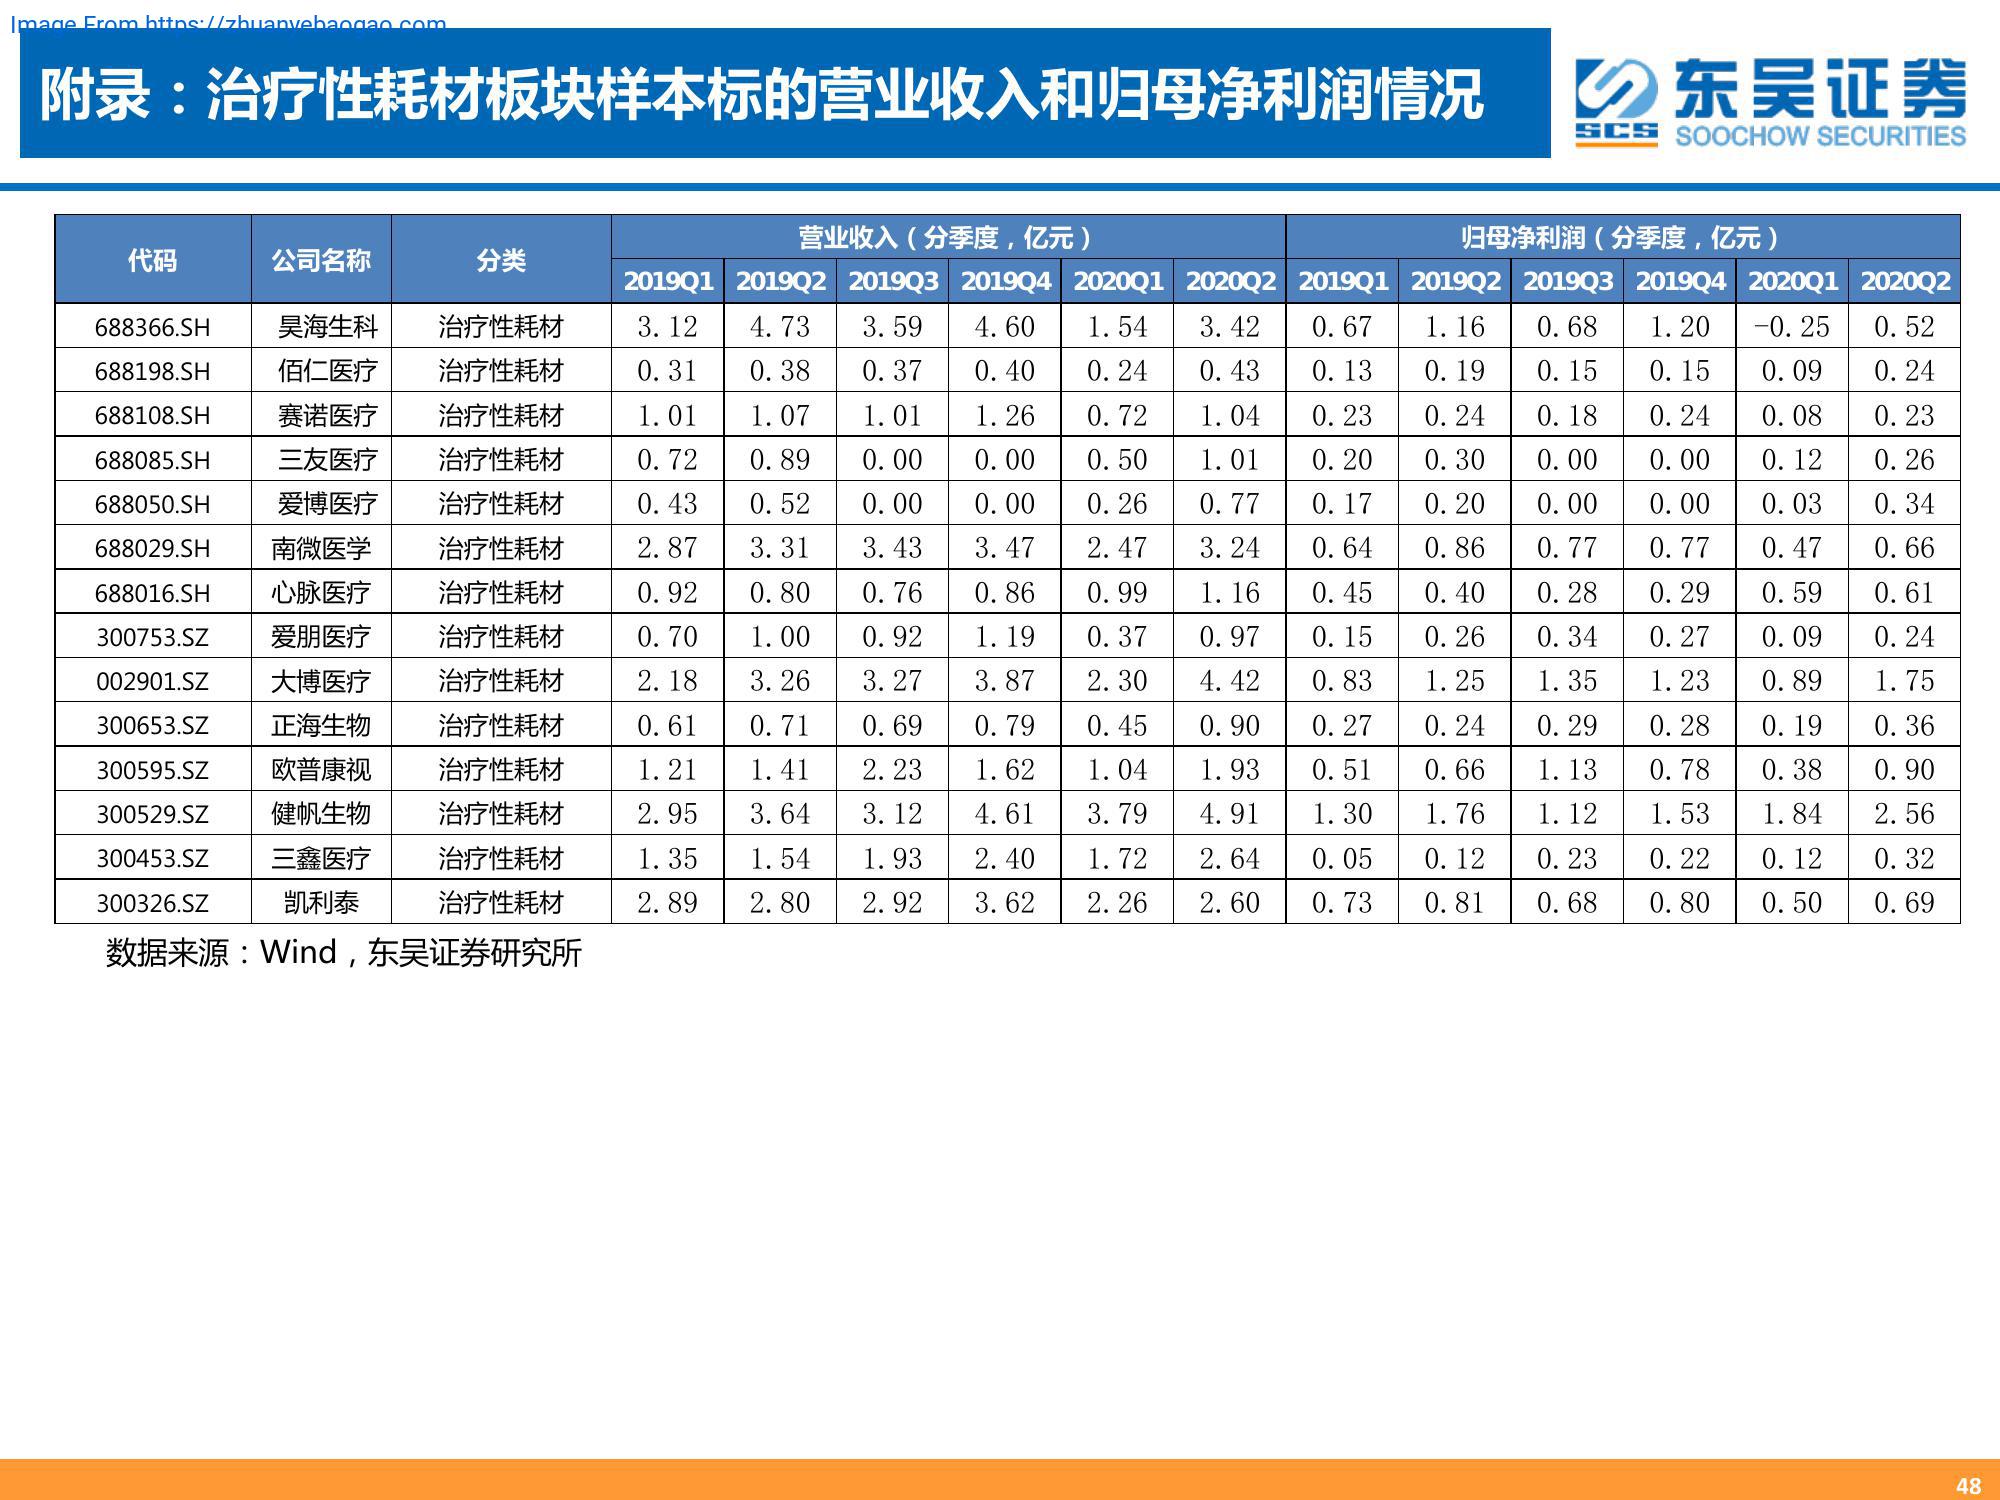 Image From https://zhuanyebaogao.com
附录：治疗性耗材板块样本标的营业收入和归母净利润情况
SCS
东吴证券
SOOCHOW SECURITIES
代码 公司名称 分类 营业收入（分季度，亿元） 归母净利润（分季度，亿元）
2019Q1 2019Q2 2019Q3 2019Q4 2020Q1 2020Q2 2019Q1 2019Q2 2019Q3 2019Q4 2020Q1 2020Q2
688366.SH 昊海生科 治疗性耗材 3.12 4.73 3.59 4.60 1.54 3.42 0.67 1.16 0.68 1.20 -0.25 0.52
688198.SH 佰仁医疗 治疗性耗材 0.31 0.38 0.37 0.40 0.24 0.43 0.13 0.19 0.15 0.15 0.09 0.24
688108.SH 赛诺医疗 治疗性耗材 1.01 1.07 1.01 1.26 0.72 1.04 0.23 0.24 0.18 0.24 0.08 0.23
688085.SH 三友医疗 治疗性耗材 0.72 0.89 0.00 0.00 0.50 1.01 0.20 0.30 0.00 0.00 0.12 0.26
688050.SH 爱博医疗 治疗性耗材 0.43 0.52 0.00 0.00 0.26 0.77 0.17 0.20 0.00 0.00 0.03 0.34
688029.SH 南微医学 治疗性耗材 2.87 3.31 3.43 3.47 2.47 3.24 0.64 0.86 0.77 0.77 0.47 0.66
688016.SH 心脉医疗 治疗性耗材 0.92 0.80 0.76 0.86 0.99 1.16 0.45 0.40 0.28 0.29 0.59 0.61
300753.SZ 爱朋医疗 治疗性耗材 0.70 1.00 0.92 1.19 0.37 0.97 0.15 0.26 0.34 0.27 0.09 0.24
002901.SZ 大博医疗 治疗性耗材 2.18 3.26 3.27 3.87 2.30 4.42 0.83 1.25 1.35 1.23 0.89 1.75
300653.SZ 正海生物 治疗性耗材 0.61 0.71 0.69 0.79 0.45 0.90 0.27 0.24 0.29 0.28 0.19 0.36
300595.SZ 欧普康视 治疗性耗材 1.21 1.41 2.23 1.62 1.04 1.93 0.51 0.66 1.13 0.78 0.38 0.90
300529.SZ 健帆生物 治疗性耗材 2.95 3.64 3.12 4.61 3.79 4.91 1.30 1.76 1.12 1.53 1.84 2.56
300453.SZ 三鑫医疗 治疗性耗材 1.35 1.54 1.93 2.40 1.72 2.64 0.05 0.12 0.23 0.22 0.12 0.32
300326.SZ 凯利泰 治疗性耗材 2.89 2.80 2.92 3.62 2.26 2.60 0.73 0.81 0.68 0.80 0.50 0.69
数据来源：Wind，东吴证券研究所
48